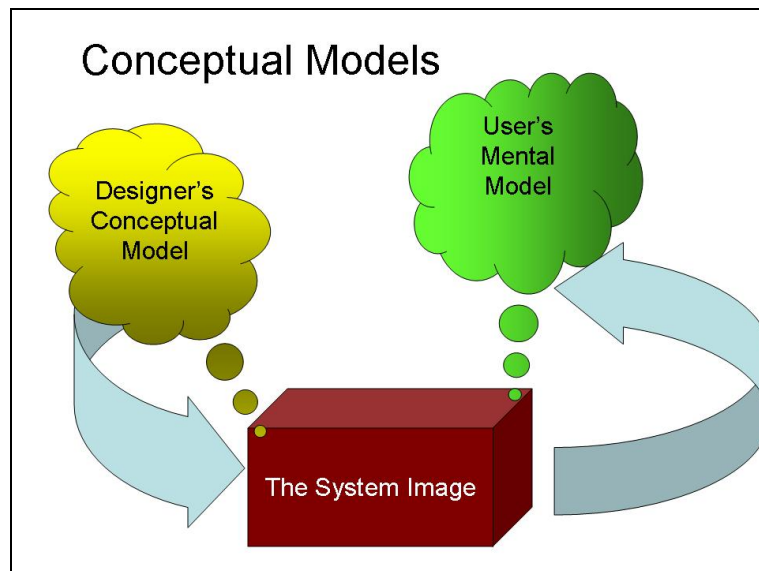 Conceptual Models
Designer's
Conceptual
Model
User's
Mental
Model
The System Image